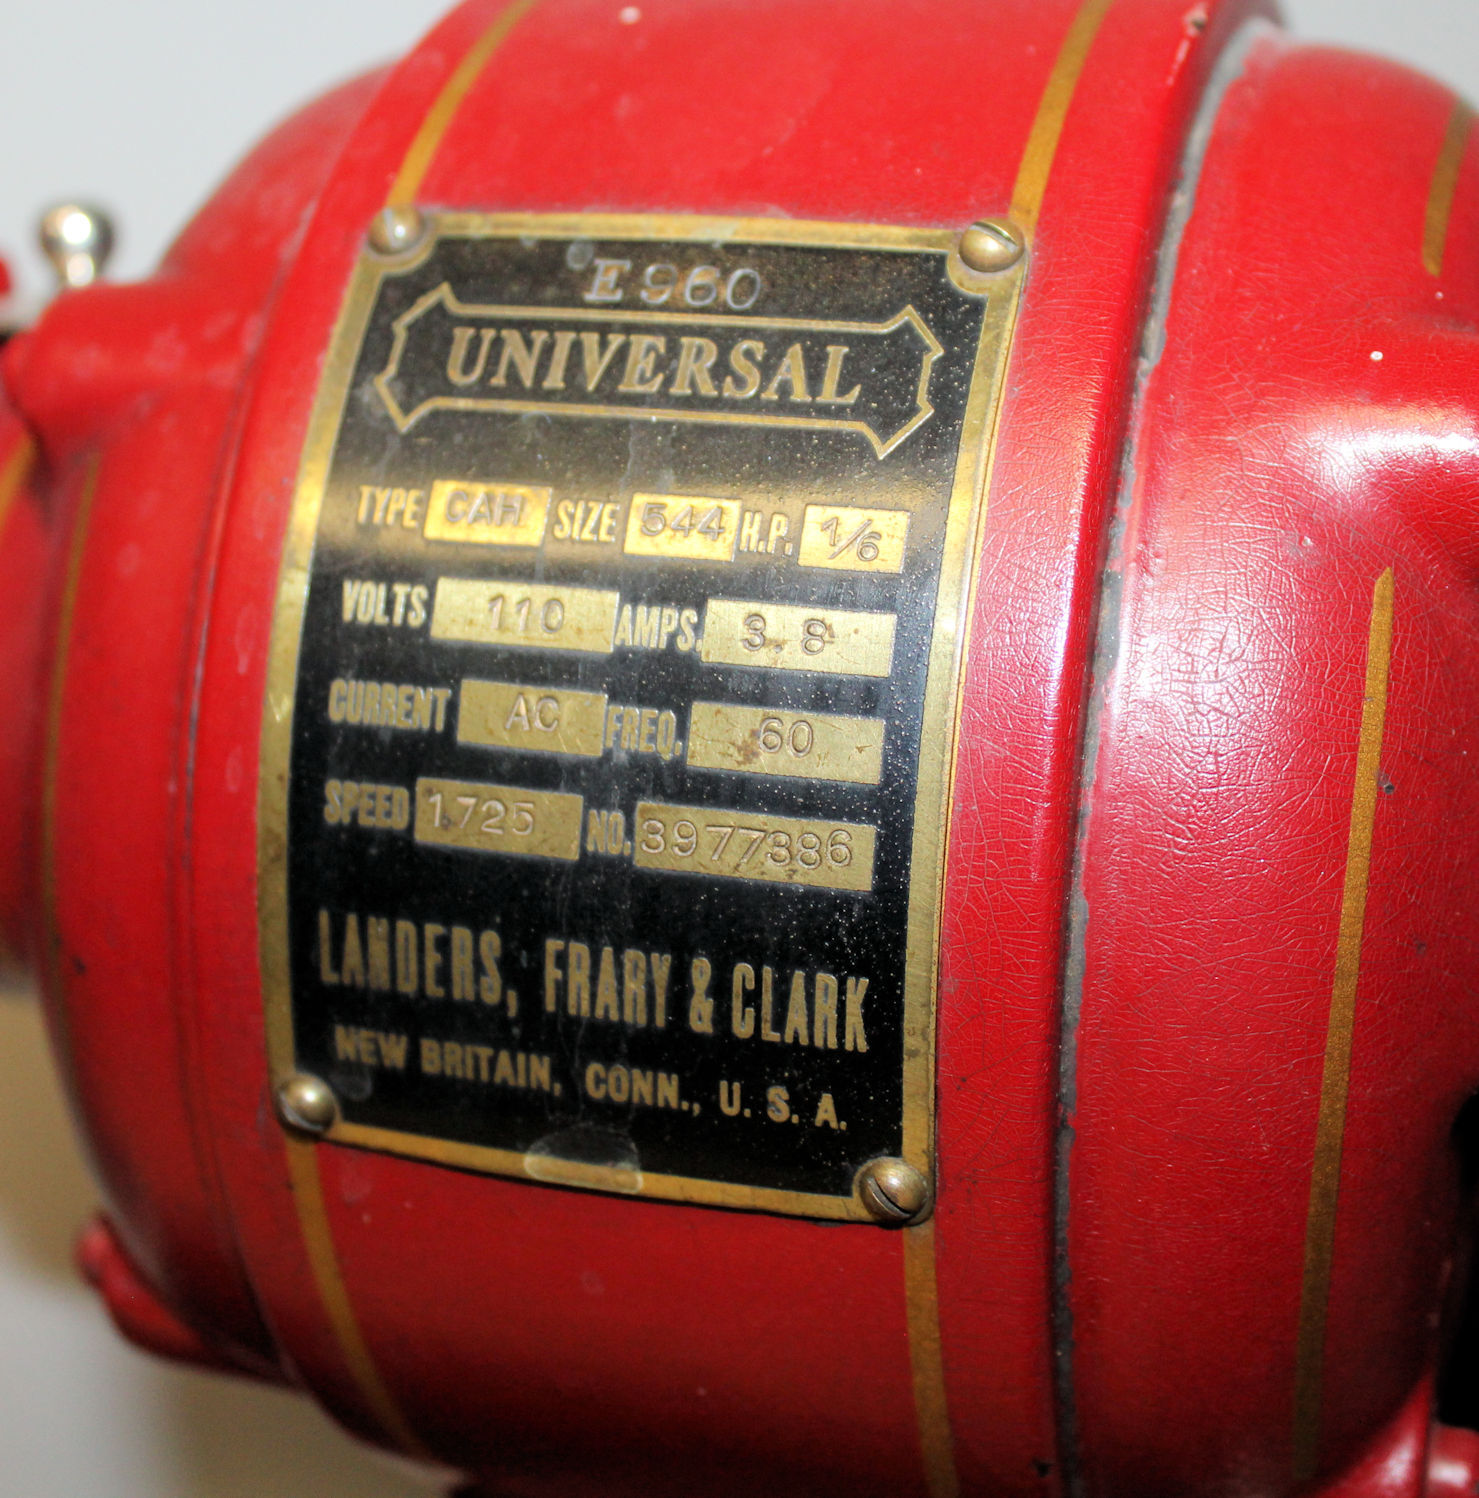 E960
UNIVERSAL
TYPE CAH SIZE 544 H.P. 1/6
VOLTS 110 AMPS. 3.8
CURRENT AC FREQ. 60
SPEED 1725 NO. 3977386
LANDERS, FRARY & CLARK
NEW BRITAIN, CONN., U. S. A.